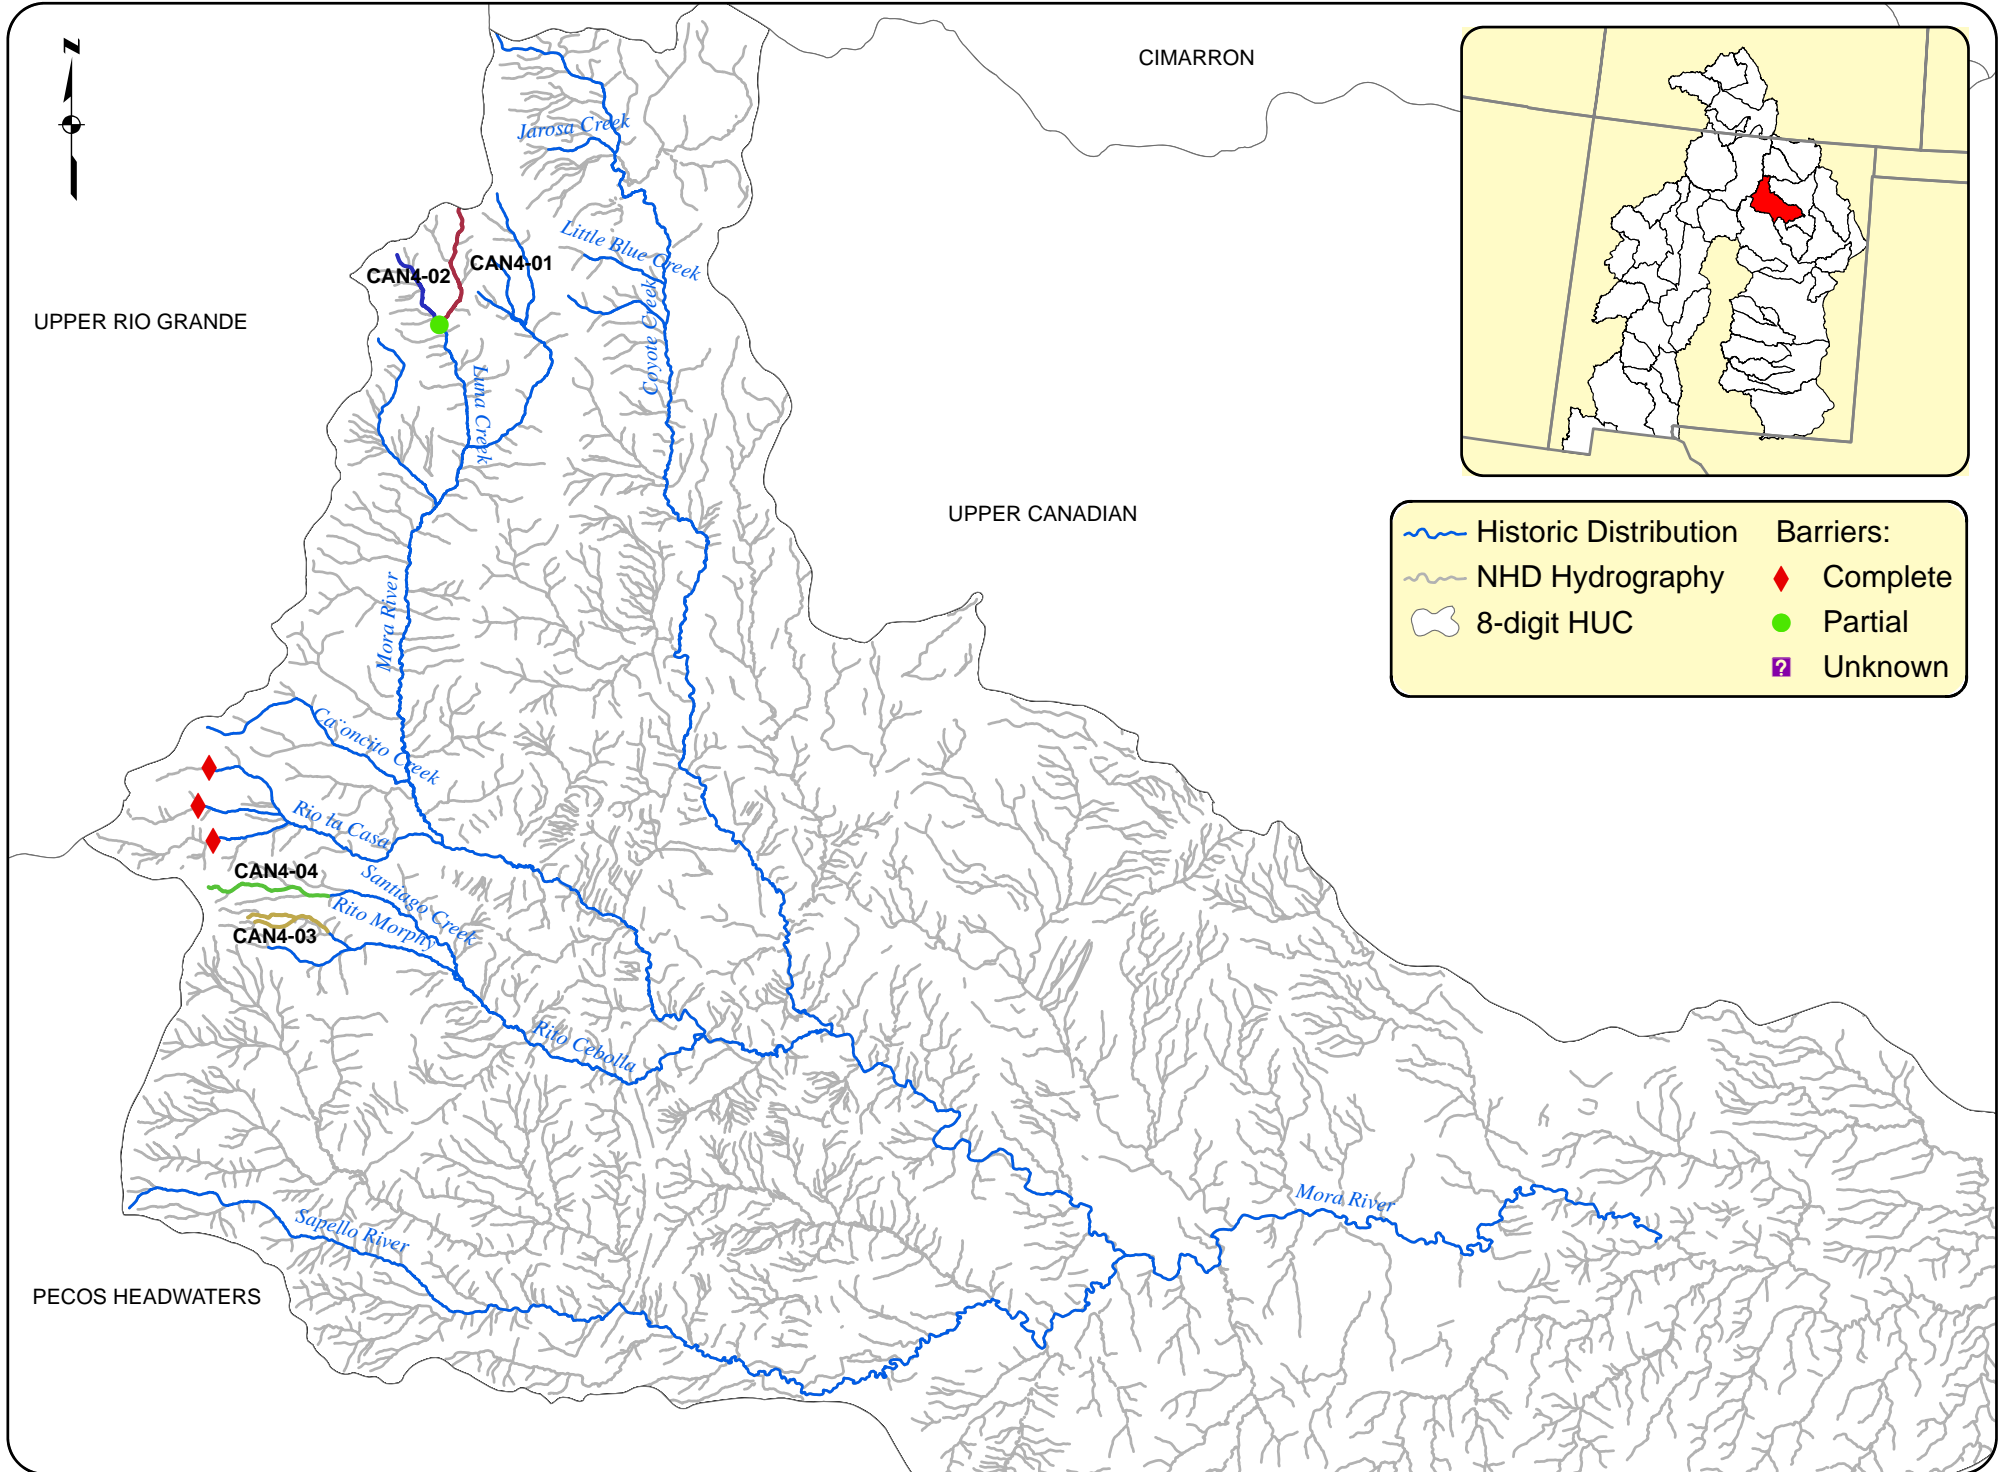 N
CIMARRON
Jarosa Creek
Little Blue Creek
CAN4-01
CAN4-02
Coyote Creek
UPPER RIO GRANDE
Luna Creek
UPPER CANADIAN
Historic Distribution
NHD Hydrography
8-digit HUC
Barriers:
Complete
Partial
?
Unknown
Mora River
Ca¨oncito Creek
Rio la Casa
CAN4-04
Santiago Creek
Rito Morphy
CAN4-03
Rito Cebolla
Mora River
Sapello River
PECOS HEADWATERS